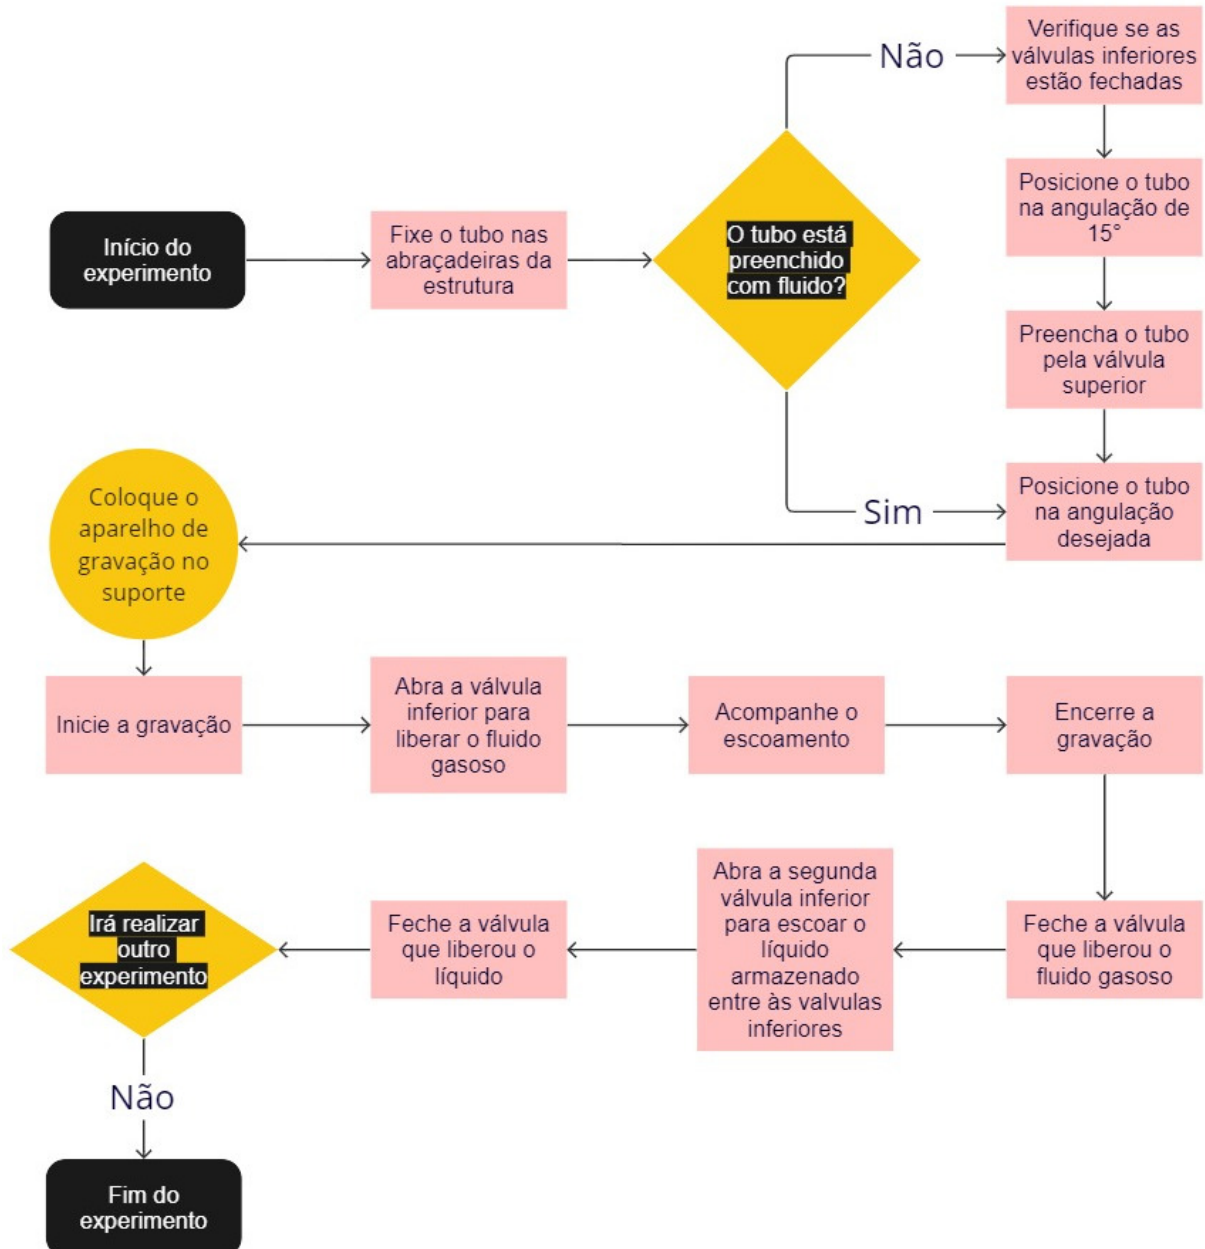 Não
Verifique se as
válvulas inferiores
estão fechadas
Início do
experimento
Fixe o tubo nas
abraçadeiras da
estrutura
O tubo está
preenchido
com fluido?
Posicione o tubo
na angulação de
15°
Preencha o tubo
pela válvula
superior
Sim
Posicione o tubo
na angulação
desejada
Coloque o
aparelho de
gravação no
suporte
Inicie a gravação
Abra a válvula
inferior para
liberar o fluido
gasoso
Acompanhe o
escoamento
Encerre a
gravação
Feche a válvula
que liberou o
fluido gasoso
Abra a segunda
válvula inferior
para escoar o
líquido
armazenado
entre às valvulas
inferiores
Feche a válvula
que liberou o
líquido
Irá realizar
outro
experimento
Não
Fim do
experimento